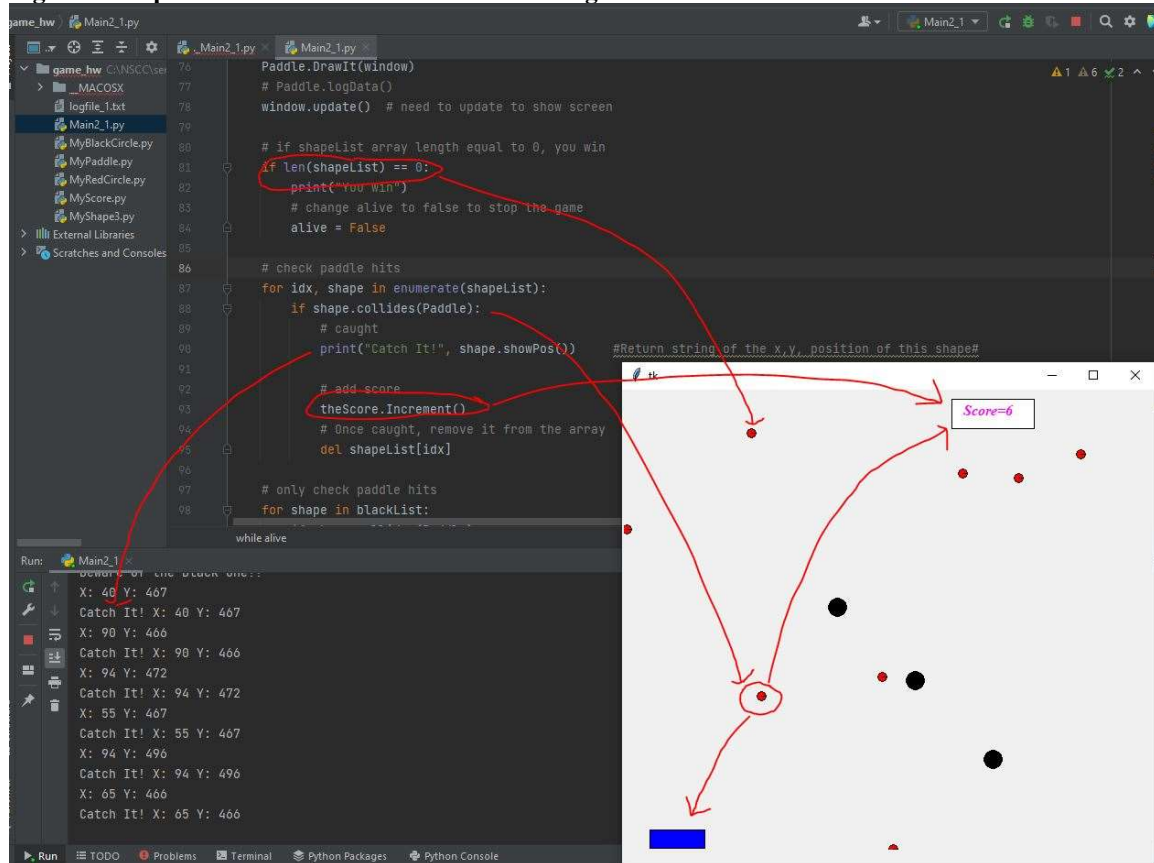 game_hw Main2_1.py Main2_1
_Main2_1.py Main2_1.py
game_hw C:\NSCC\ser
__MACOSX
logfile_1.txt
Main2_1.py
MyBlackCircle.py
MyPaddle.py
MyRedCircle.py
MyScore.py
MyShape3.py
External Libraries
Scratches and Consoles
1 6 2
76 Paddle.DrawIt(window)
77 # Paddle.logData()
78 window.update() # need to update to show screen
79
80 # if shapeList array length equal to 0, you win
81 if len(shapeList) == 0:
82 print("You win")
83 # change alive to false to stop the game
84 alive = False
85
86 # check paddle hits
87 for idx, shape in enumerate(shapeList):
88 if shape.collides(Paddle):
89 # caught
90 print("Catch It!", shape.showPos()) #Return string of the x,y, position of this shape#
91
92 # add score
93 theScore.Increment()
94 # Once caught, remove it from the array
95 del shapeList[idx]
96
97 # only check paddle hits
98 for shape in blackList:
while alive
tk
Score=6
Run: Main2_1
Beware of the black one!!
X: 40 Y: 467
Catch It! X: 40 Y: 467
X: 90 Y: 466
Catch It! X: 90 Y: 466
X: 94 Y: 472
Catch It! X: 94 Y: 472
X: 55 Y: 467
Catch It! X: 55 Y: 467
X: 94 Y: 496
Catch It! X: 94 Y: 496
X: 65 Y: 466
Catch It! X: 65 Y: 466
Run TODO Problems Terminal Python Packages Python Console